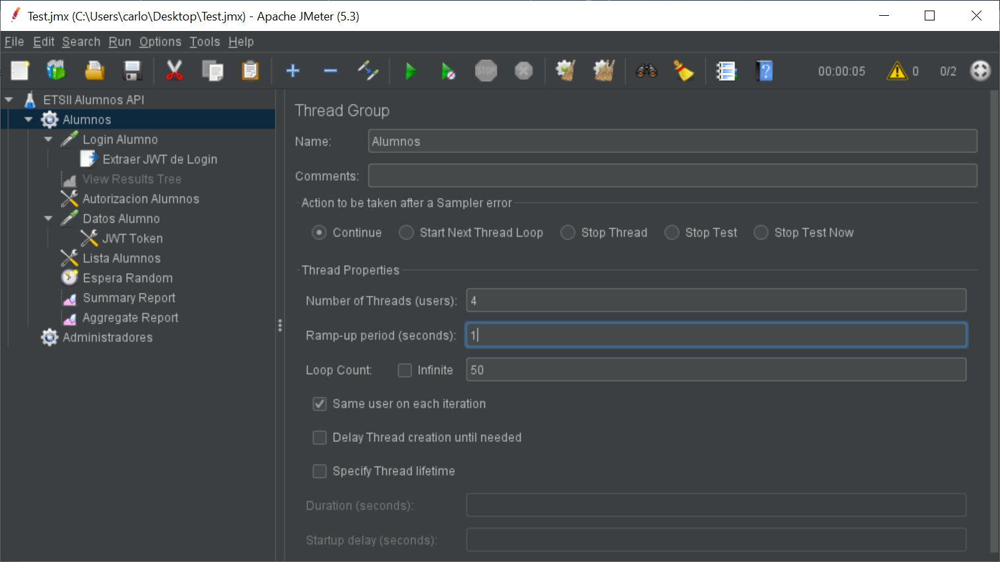 Test.jmx (C:\Users\carlo\Desktop\Test.jmx) - Apache JMeter (5.3)
File Edit Search Run Options Tools Help
STOP 00:00:05 0 0/2
ETSII Alumnos API
Alumnos
Login Alumno
Extraer JWT de Login
View Results Tree
Autorizacion Alumnos
Datos Alumno
JWT Token
Lista Alumnos
Espera Random
Summary Report
Aggregate Report
Administradores
Thread Group
Name: Alumnos
Comments:
Action to be taken after a Sampler error
Continue Start Next Thread Loop Stop Thread Stop Test Stop Test Now
Thread Properties
Number of Threads (users): 4
Ramp-up period (seconds): 1
Loop Count: Infinite 50
Same user on each iteration
Delay Thread creation until needed
Specify Thread lifetime
Duration (seconds):
Startup delay (seconds):